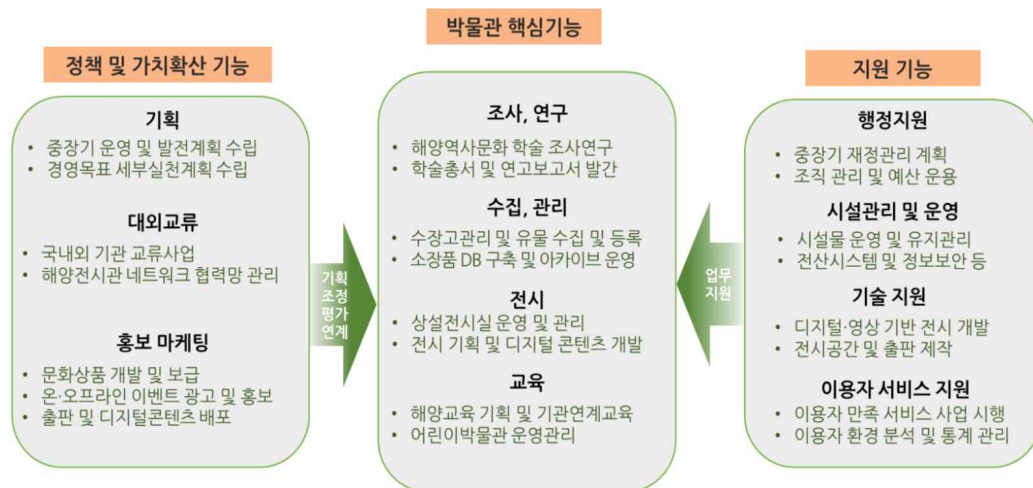 정책 및 가치확산 기능
기획
• 중장기 운영 및 발전계획 수립
• 경영목표 세부실천계획 수립
대외교류
• 국내외 기관 교류사업
• 해양전시관 네트워크 협력망 관리
홍보 마케팅
• 문화상품 개발 및 보급
• 온·오프라인 이벤트 광고 및 홍보
• 출판 및 디지털콘텐츠 배포
기획
조정
평가
연계
박물관 핵심기능
조사, 연구
• 해양역사문화 학술 조사연구
• 학술총서 및 연고보고서 발간
수집, 관리
• 수장고관리 및 유물 수집 및 등록
• 소장품 DB 구축 및 아카이브 운영
전시
• 상설전시실 운영 및 관리
• 전시 기획 및 디지털 콘텐츠 개발
교육
• 해양교육 기획 및 기관연계교육
• 어린이박물관 운영관리
업무
지원
지원 기능
행정지원
• 중장기 재정관리 계획
• 조직 관리 및 예산 운용
시설관리 및 운영
• 시설물 운영 및 유지관리
• 전산시스템 및 정보보안 등
기술 지원
• 디지털·영상 기반 전시 개발
• 전시공간 및 출판 제작
이용자 서비스 지원
• 이용자 만족 서비스 사업 시행
• 이용자 환경 분석 및 통계 관리